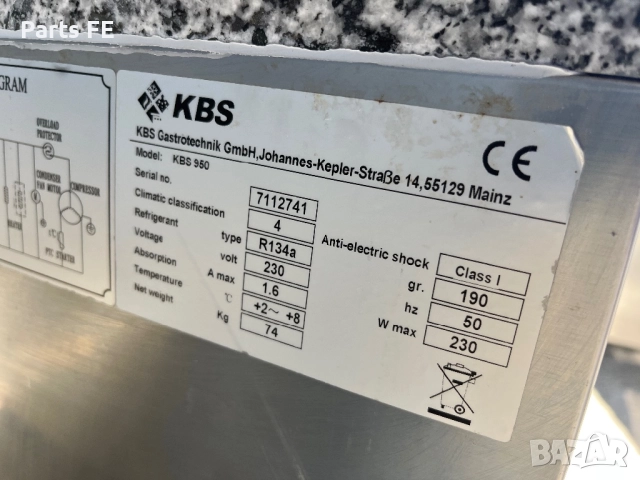 Parts FE
GRAM
OVERLOAD
PROTECTOR
CONDENSER
FAN MOTOR
COMPRESSOR
PTC STARTER
KBS
CE
KBS Gastrotechnik GmbH,Johannes-Kepler-Straße 14,55129 Mainz
Model: KBS 950
Serial no. 7112741
Climatic classification 4
Refrigerant type R134a
Voltage volt 230
Absorption A max 1.6
Temperature ℃ +2～ +8
Net weight Kg 74
Anti-electric shock Class I
gr. 190
hz 50
W max 230
BAZAR